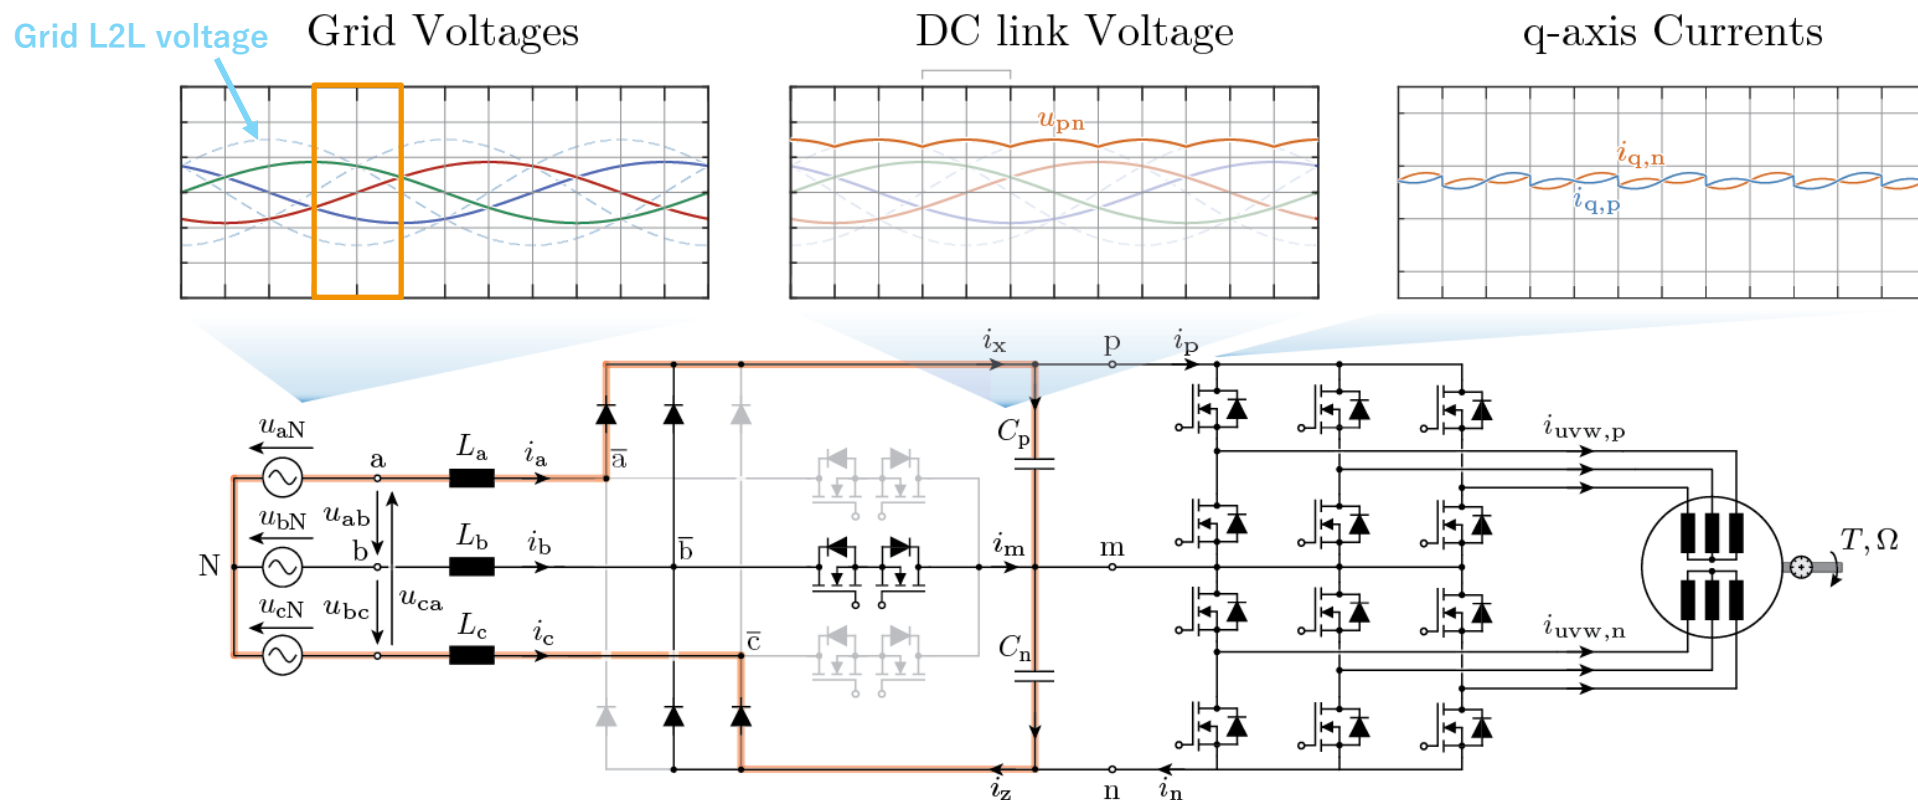 Grid L2L voltage
Grid Voltages
DC link Voltage
q-axis Currents
u_pn
i_q,n
i_q,p
i_x
p
i_p
u_aN
a
L_a
i_a
a̅
C_p
i_uvw,p
u_ab
u_bN
b
L_b
i_b
b̅
i_m
m
N
T, Ω
u_bc
u_ca
u_cN
L_c
i_c
c̅
C_n
i_uvw,n
i_z
n
i_n